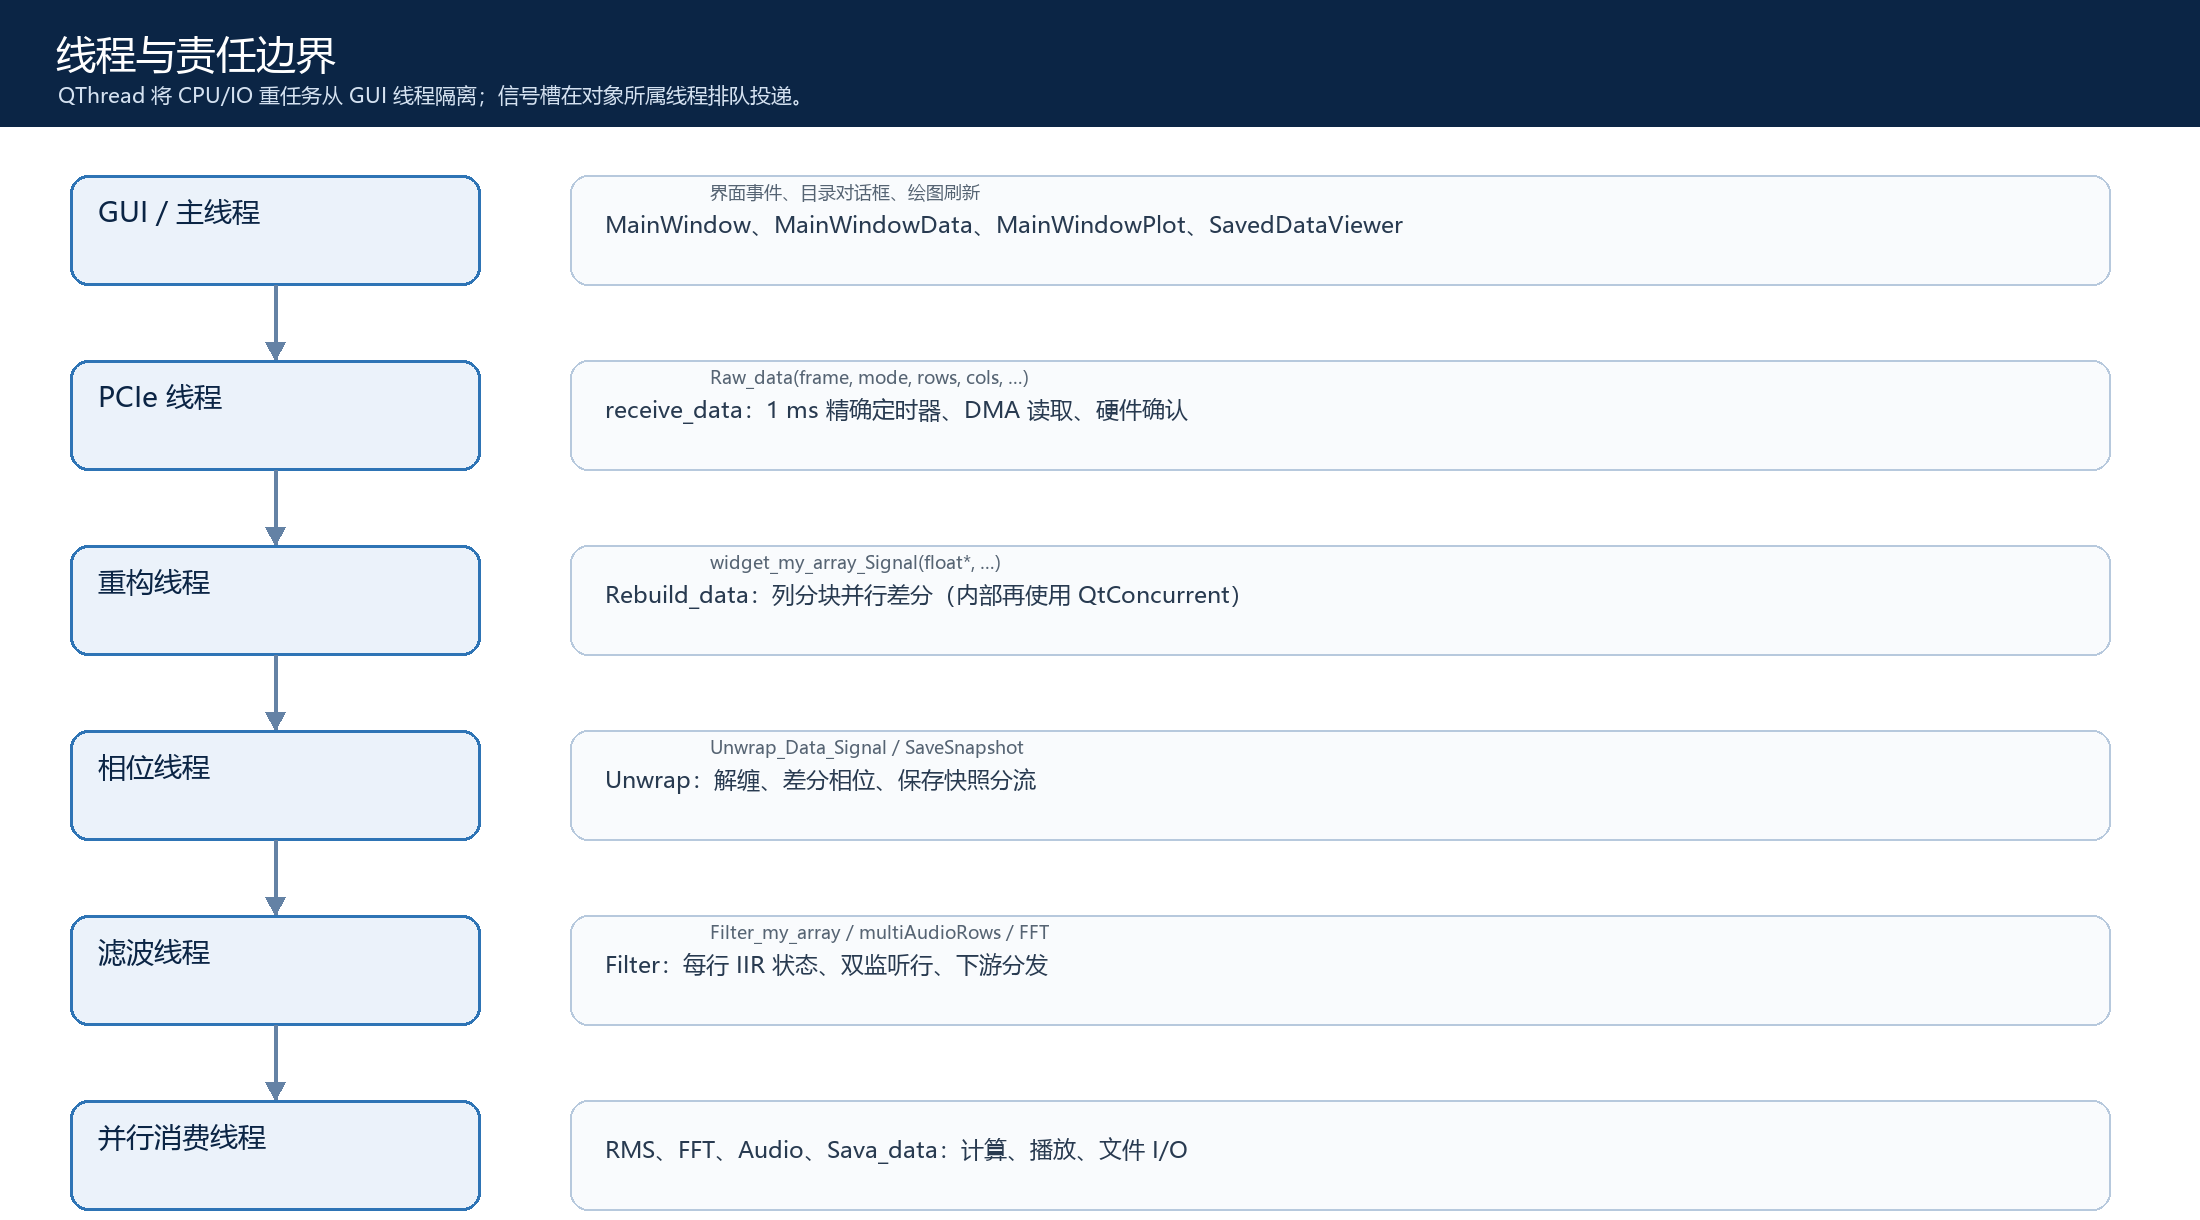 线程与责任边界
QThread 将 CPU/IO 重任务从 GUI 线程隔离；信号槽在对象所属线程排队投递。
GUI / 主线程
界面事件、目录对话框、绘图刷新
MainWindow、MainWindowData、MainWindowPlot、SavedDataViewer
PCIe 线程
Raw_data(frame, mode, rows, cols, ...)
receive_data：1 ms 精确定时器、DMA 读取、硬件确认
重构线程
widget_my_array_Signal(float*, ...)
Rebuild_data：列分块并行差分（内部再使用 QtConcurrent）
相位线程
Unwrap_Data_Signal / SaveSnapshot
Unwrap：解缠、差分相位、保存快照分流
滤波线程
Filter_my_array / multiAudioRows / FFT
Filter：每行 IIR 状态、双监听行、下游分发
并行消费线程
RMS、FFT、Audio、Sava_data：计算、播放、文件 I/O